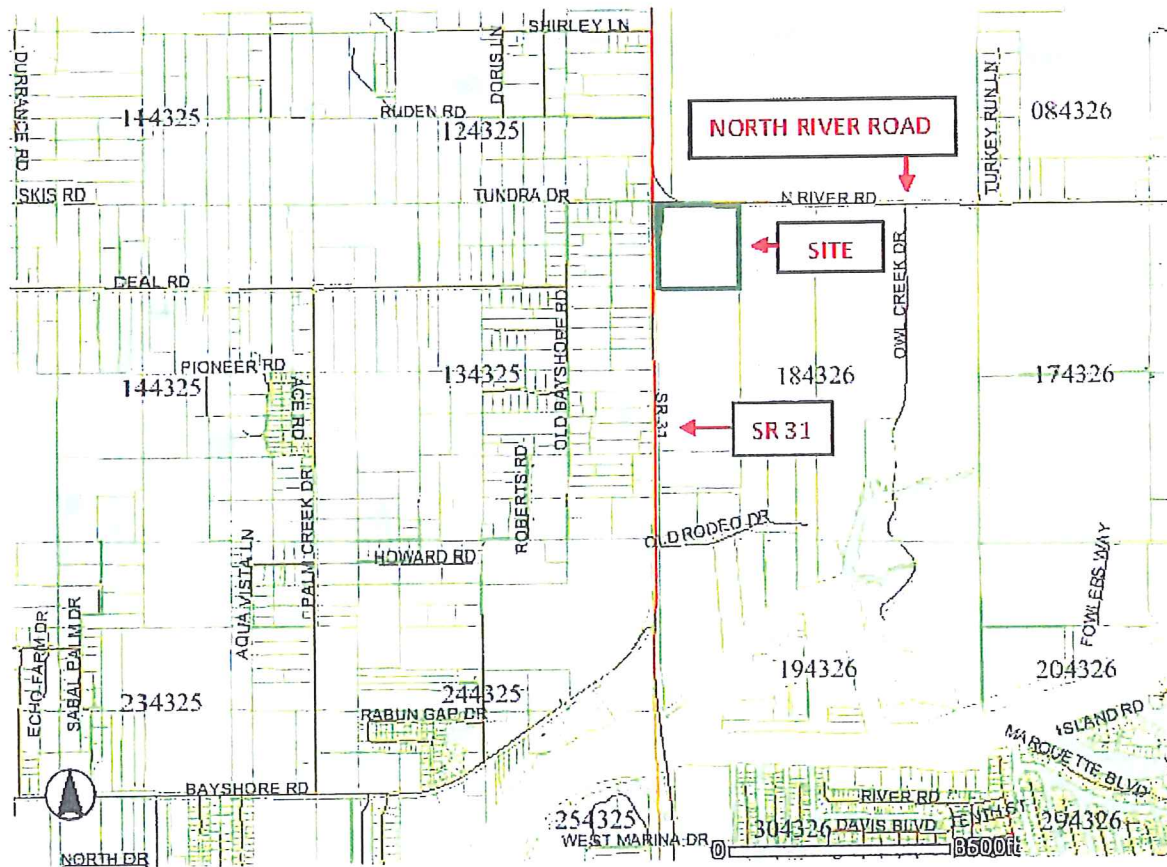 SHIRLEY LN
DURRANCE RD
DORIS LN
TURKEY RUN LN
114325
RUDEN RD
124325
084326
NORTH RIVER ROAD
SKIS RD
TUNDRA DR
N RIVER RD
SITE
OWL CREEK DR
DEAL RD
OLD BAYSHORE RD
PIONEER RD
144325
ACE RD
134325
184326
174326
SR 31
SR 31
ROBERTS RD
PALM CREEK DR
OLD RODEO DR
AQUA VISTA LN
HOWARD RD
FOWLERS WAY
ECHO FARM DR
SABAL PALM DR
234325
244325
194326
204326
RABUN GAP DR
ISLAND RD
MARQUETTE BLVD
BAYSHORE RD
RIVER RD
TENTH ST
254325
304326
DAVIS BLVD
294326
WEST MARINA DR
NORTH DR
0
8500ft